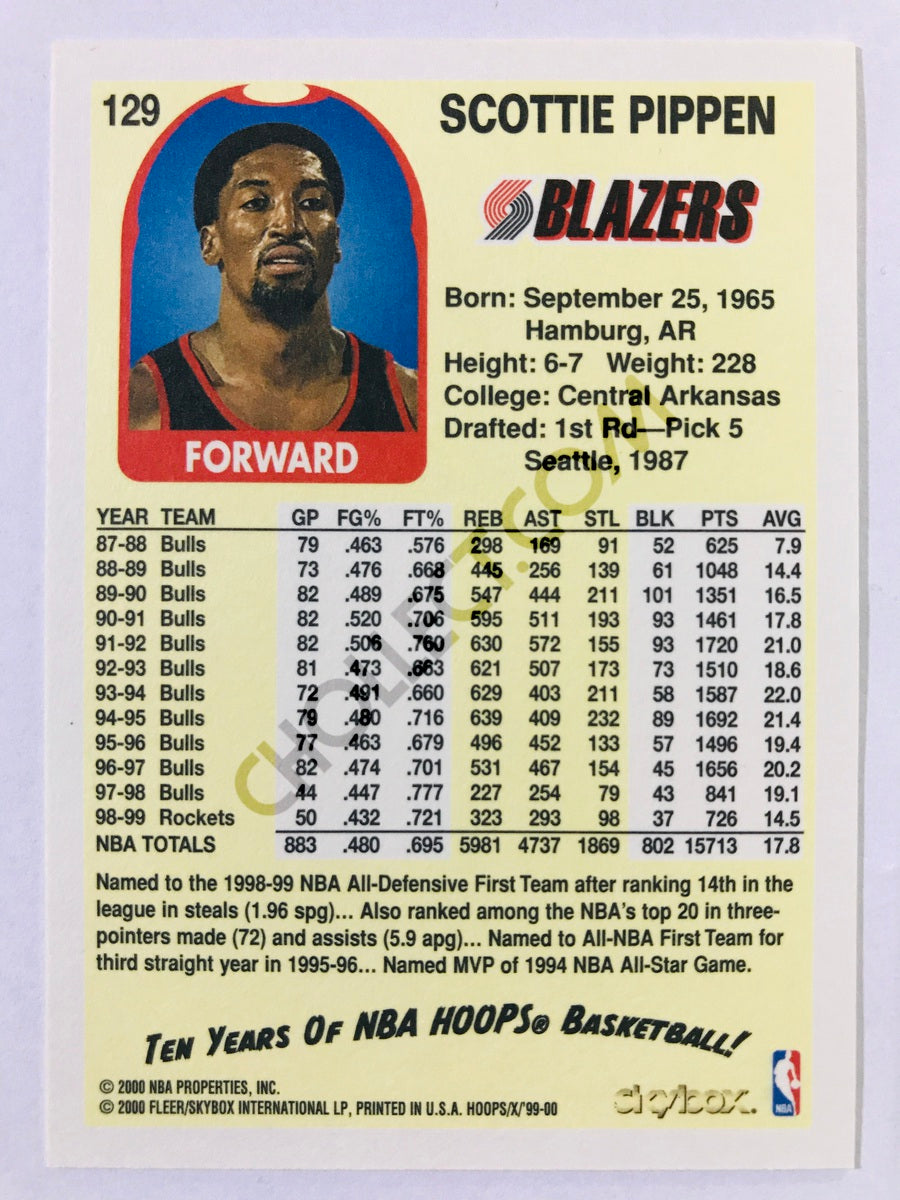 129
SCOTTIE PIPPEN
BLAZERS
Born: September 25, 1965
Hamburg, AR
Height: 6-7 Weight: 228
College: Central Arkansas
Drafted: 1st Rd—Pick 5
Seattle, 1987
FORWARD
YEAR TEAM GP FG% FT% REB AST STL BLK PTS AVG
87-88 Bulls 79 .463 .576 298 169 91 52 625 7.9
88-89 Bulls 73 .476 .668 445 256 139 61 1048 14.4
89-90 Bulls 82 .489 .675 547 444 211 101 1351 16.5
90-91 Bulls 82 .520 .706 595 511 193 93 1461 17.8
91-92 Bulls 82 .506 .760 630 572 155 93 1720 21.0
92-93 Bulls 81 .473 .663 621 507 173 73 1510 18.6
93-94 Bulls 72 .491 .660 629 403 211 58 1587 22.0
94-95 Bulls 79 .480 .716 639 409 232 89 1692 21.4
95-96 Bulls 77 .463 .679 496 452 133 57 1496 19.4
96-97 Bulls 82 .474 .701 531 467 154 45 1656 20.2
97-98 Bulls 44 .447 .777 227 254 79 43 841 19.1
98-99 Rockets 50 .432 .721 323 293 98 37 726 14.5
NBA TOTALS 883 .480 .695 5981 4737 1869 802 15713 17.8
CHOLLECT.COM
Named to the 1998-99 NBA All-Defensive First Team after ranking 14th in the
league in steals (1.96 spg)... Also ranked among the NBA's top 20 in three-
pointers made (72) and assists (5.9 apg)... Named to All-NBA First Team for
third straight year in 1995-96... Named MVP of 1994 NBA All-Star Game.
TEN YEARS OF NBA HOOPS® BASKETBALL!
© 2000 NBA PROPERTIES, INC.
© 2000 FLEER/SKYBOX INTERNATIONAL LP, PRINTED IN U.S.A. HOOPS/X/'99-00
skybox.
NBA